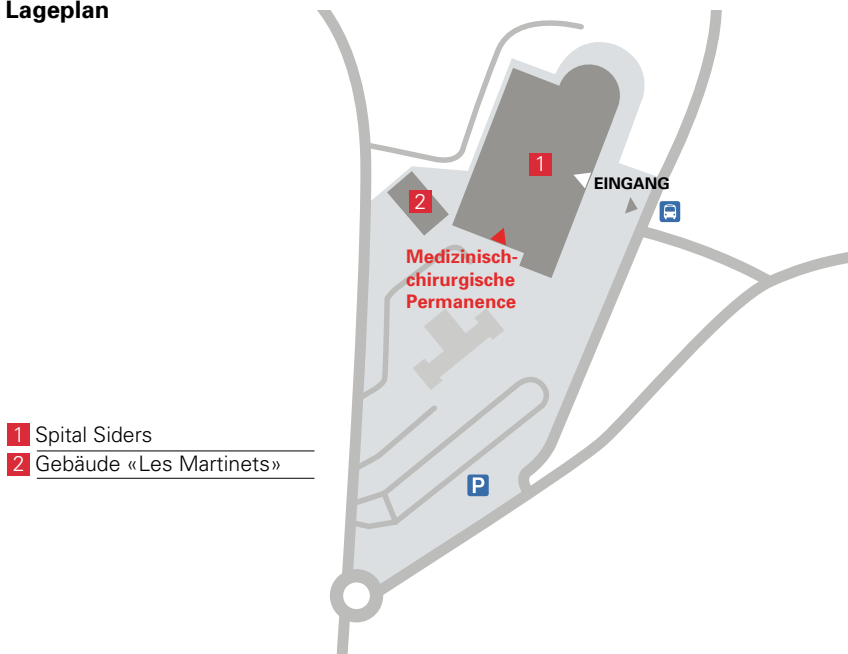 Lageplan
1
EINGANG
2
Medizinisch-
chirurgische
Permanence
1 Spital Siders
2 Gebäude «Les Martinets»
P